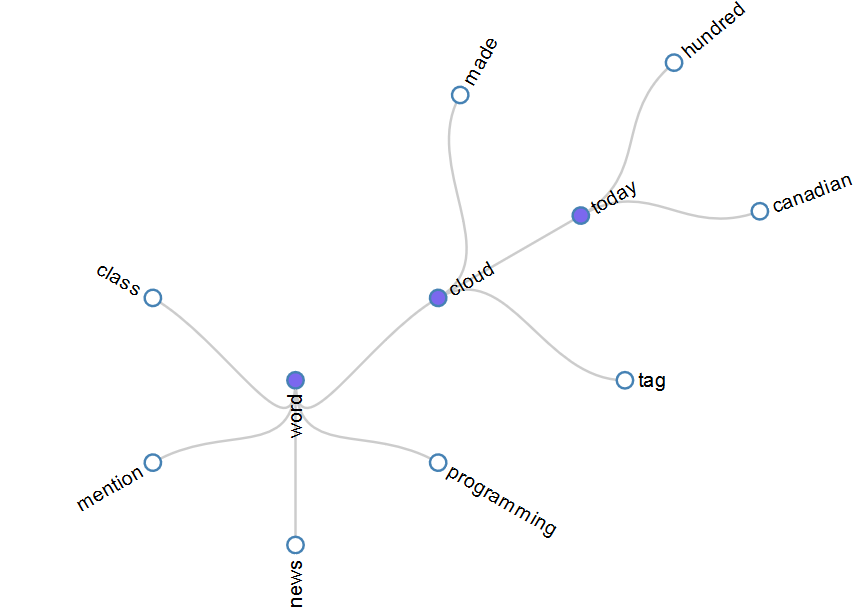 hundred
made
canadian
today
cloud
class
tag
word
mention
programming
news